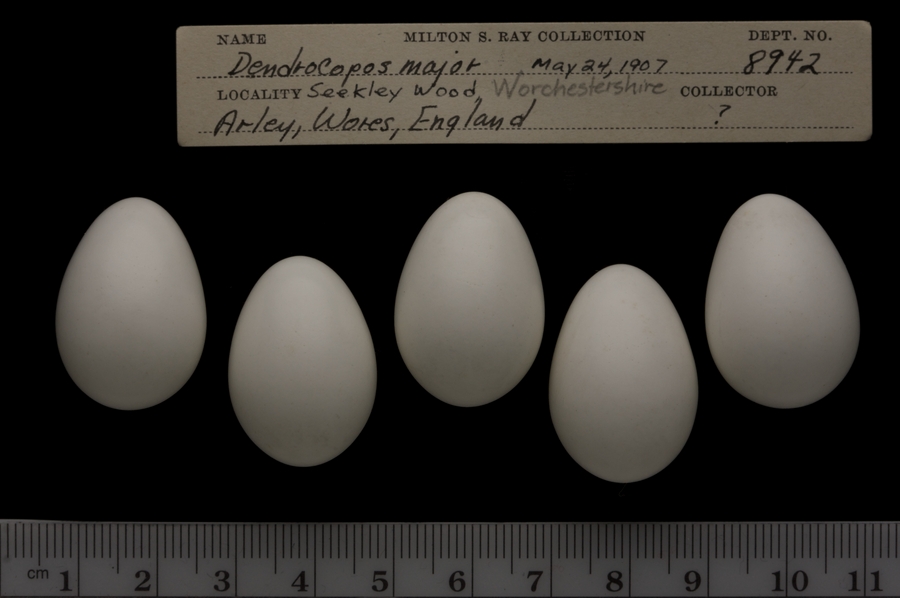 NAME MILTON S. RAY COLLECTION DEPT. NO.
Dendrocopos major May 24, 1907 8942
LOCALITY Seekley Wood, Worchestershire COLLECTOR
Arley, Wores, England ?
cm 1 2 3 4 5 6 7 8 9 10 11